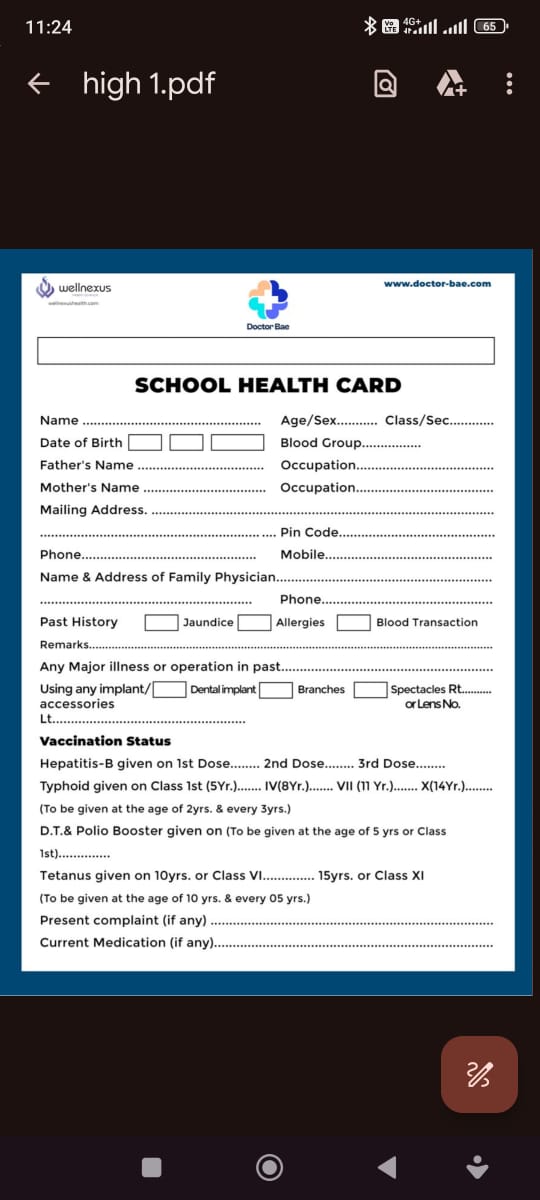 11:24
Vo LTE 4G+ 65
high 1.pdf
wellnexus
www.doctor-bae.com
Doctor Bae
SCHOOL HEALTH CARD
Name ............................................... Age/Sex........... Class/Sec............
Date of Birth Blood Group................
Father's Name .................................. Occupation.....................................
Mother's Name ................................. Occupation.....................................
Mailing Address. ............................................................................................
............................................................... .... Pin Code..........................................
Phone............................................... Mobile.............................................
Name & Address of Family Physician..........................................................
......................................................... Phone..............................................
Past History Jaundice Allergies Blood Transaction
Remarks.............................................................................................................
Any Major illness or operation in past.........................................................
Using any implant/ Dental implant Branches Spectacles Rt..........
accessories or Lens No.
Lt....................................................
Vaccination Status
Hepatitis-B given on 1st Dose........ 2nd Dose........ 3rd Dose........
Typhoid given on Class 1st (5Yr.)....... IV(8Yr.)....... VII (11 Yr.)....... X(14Yr.)........
(To be given at the age of 2yrs. & every 3yrs.)
D.T.& Polio Booster given on (To be given at the age of 5 yrs or Class
1st)..............
Tetanus given on 10yrs. or Class VI.............. 15yrs. or Class XI
(To be given at the age of 10 yrs. & every 05 yrs.)
Present complaint (if any) ............................................................................
Current Medication (if any)...........................................................................